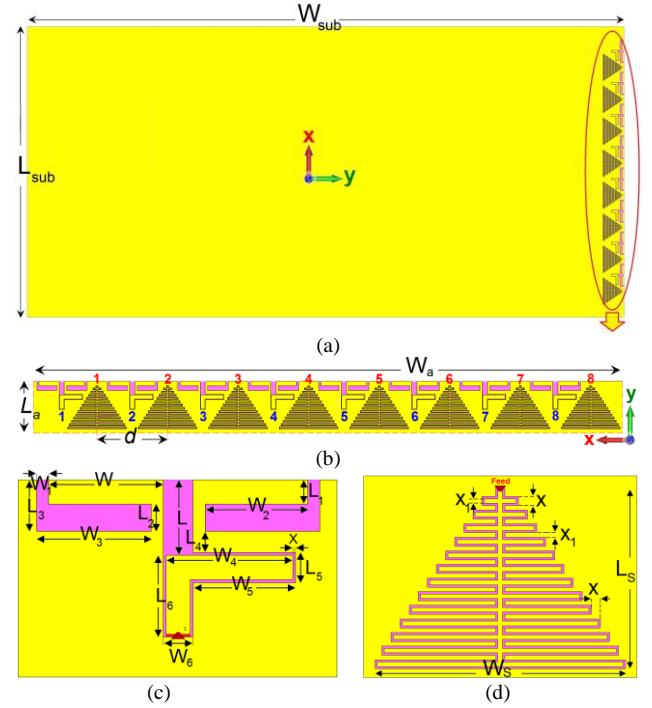 W_sub
L_sub
x
y
(a)
W_a
L_a
1 2 3 4 5 6 7 8
1 2 3 4 5 6 7 8
d
y
x
(b)
W_1
W
L_3
L_2
W_3
L
W_2
L_1
L_4
W_4
x
W_5
L_5
L_6
1
W_6
(c)
Feed
X_1
X
X_1
L_S
X
W_S
(d)